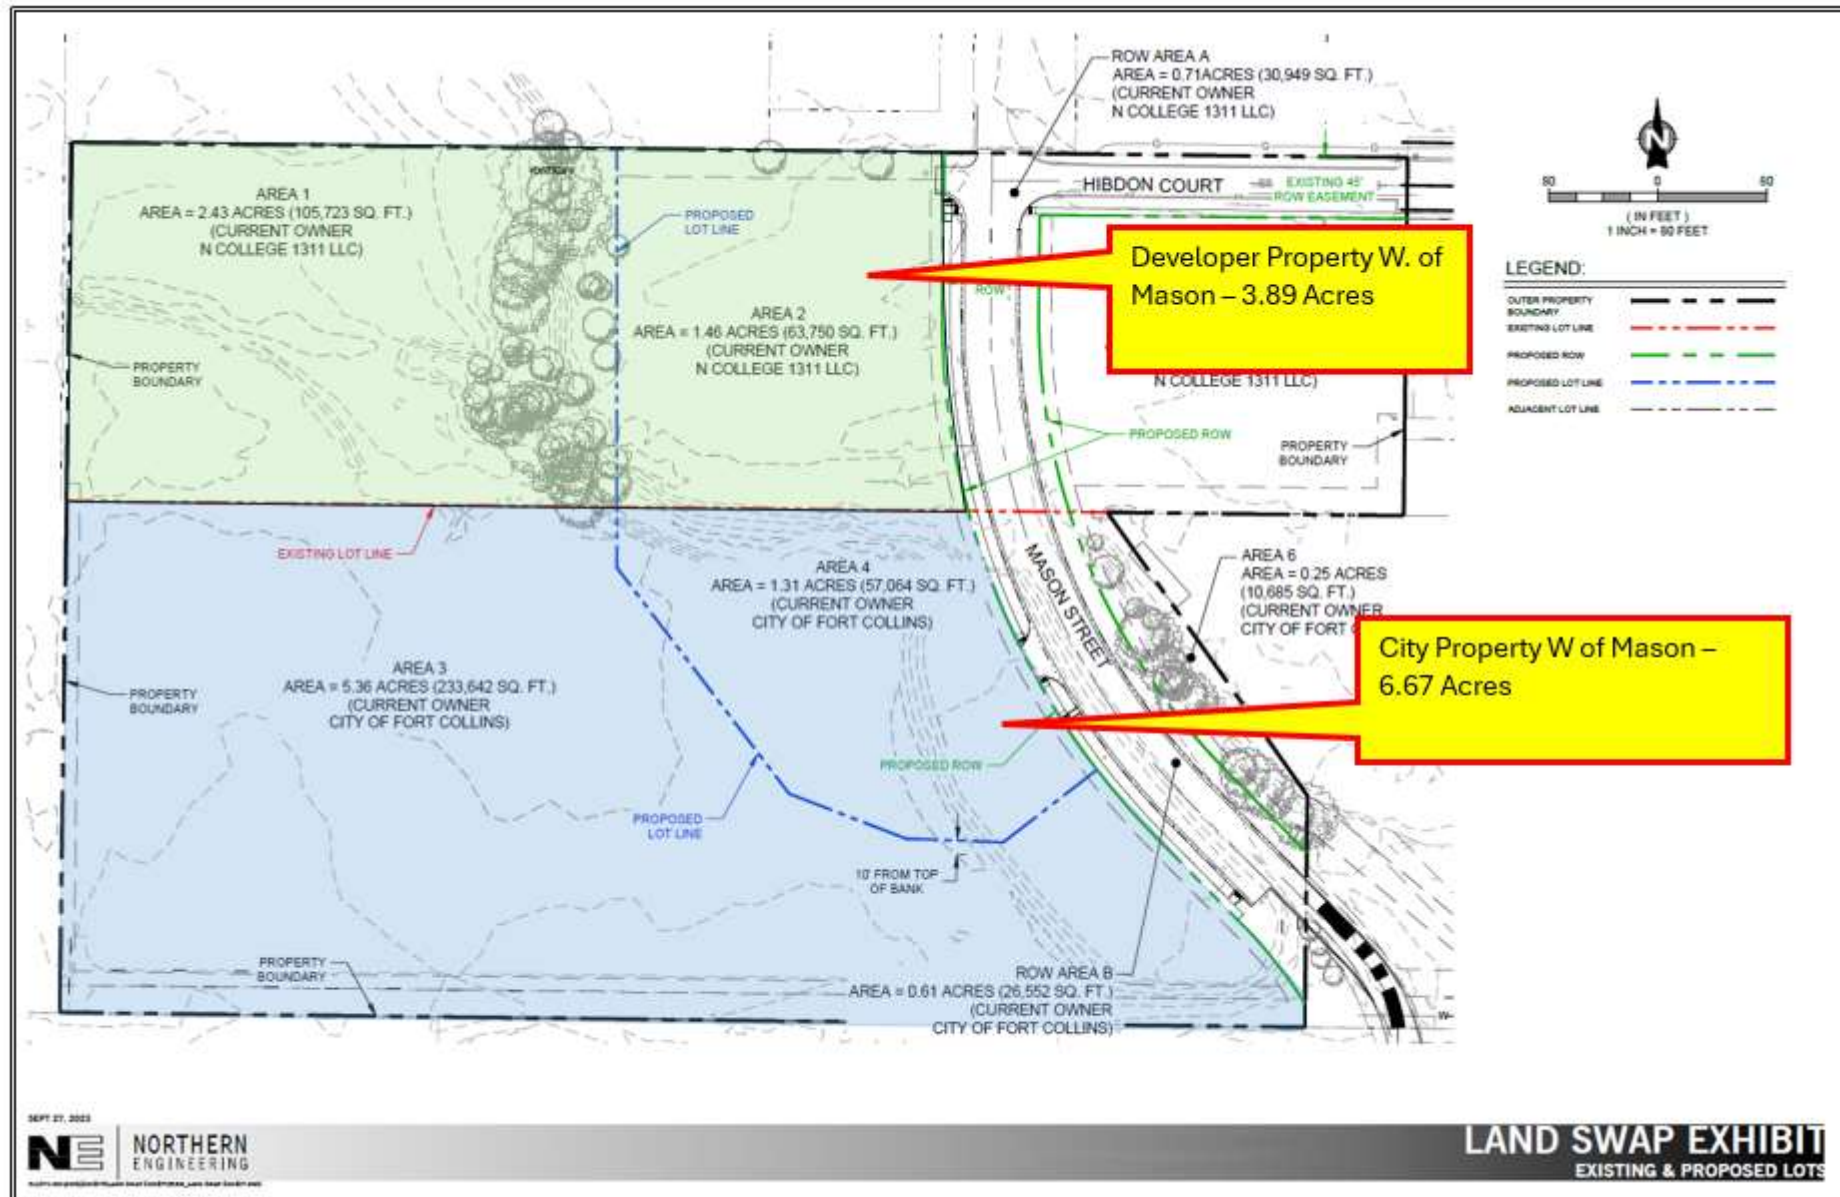 ROW AREA A
AREA = 0.71ACRES (30,949 SQ. FT.)
(CURRENT OWNER
N COLLEGE 1311 LLC)
AREA 1
AREA = 2.43 ACRES (105,723 SQ. FT.)
(CURRENT OWNER
N COLLEGE 1311 LLC)
PROPOSED
LOT LINE
HIBDON COURT
EXISTING 45'
ROW EASEMENT
N
80 0 80
( IN FEET )
1 INCH = 80 FEET
Developer Property W. of
Mason – 3.89 Acres
ROW
LEGEND:
OUTER PROPERTY
BOUNDARY
EXISTING LOT LINE
PROPOSED ROW
PROPOSED LOT LINE
ADJACENT LOT LINE
AREA 2
AREA = 1.46 ACRES (63,750 SQ. FT.)
(CURRENT OWNER
N COLLEGE 1311 LLC)
PROPERTY
BOUNDARY
N COLLEGE 1311 LLC)
PROPOSED ROW
PROPERTY
BOUNDARY
EXISTING LOT LINE
MASON STREET
AREA 4
AREA = 1.31 ACRES (57,064 SQ. FT.)
(CURRENT OWNER
CITY OF FORT COLLINS)
AREA 6
AREA = 0.25 ACRES
(10,685 SQ. FT.)
(CURRENT OWNER
CITY OF FORT
City Property W of Mason –
6.67 Acres
AREA 3
AREA = 5.36 ACRES (233,642 SQ. FT.)
(CURRENT OWNER
CITY OF FORT COLLINS)
PROPERTY
BOUNDARY
PROPOSED ROW
PROPOSED
LOT LINE
10' FROM TOP
OF BANK
PROPERTY
BOUNDARY
ROW AREA B
AREA = 0.61 ACRES (26,552 SQ. FT.)
(CURRENT OWNER
CITY OF FORT COLLINS)
W
SEPT 27, 2023
NE
NORTHERN
ENGINEERING
LAND SWAP EXHIBIT
EXISTING & PROPOSED LOTS